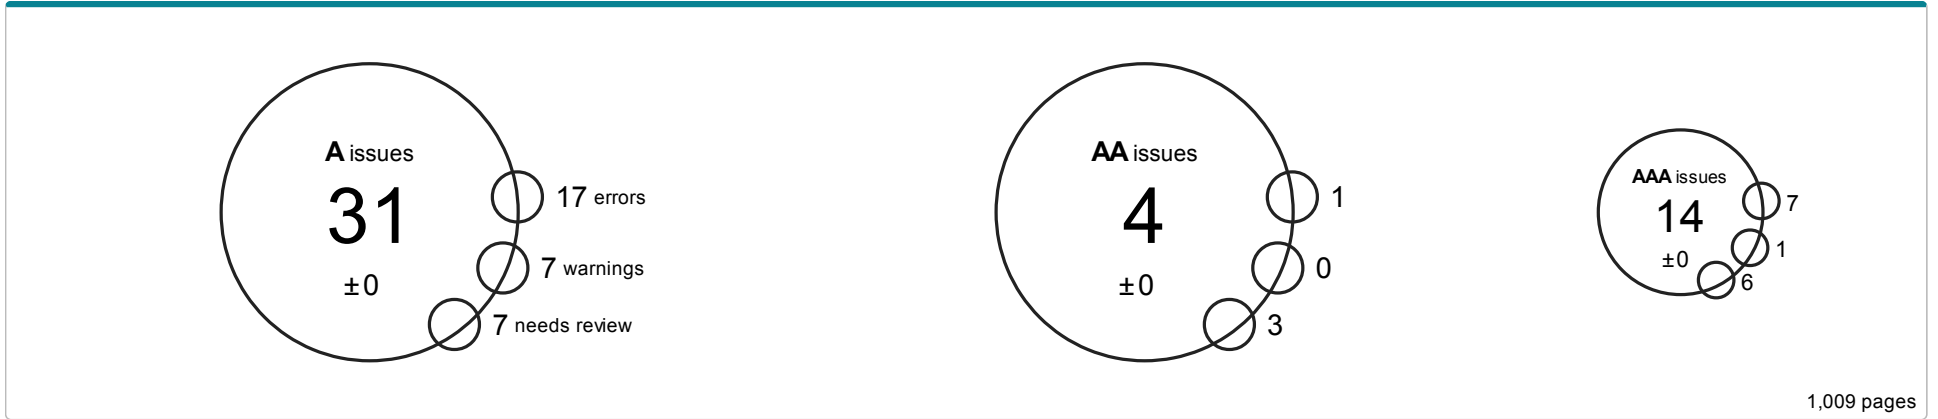 A issues
31
±0
17 errors
7 warnings
7 needs review
AA issues
4
±0
1
0
3
AAA issues
14
±0
7
1
6
1,009 pages